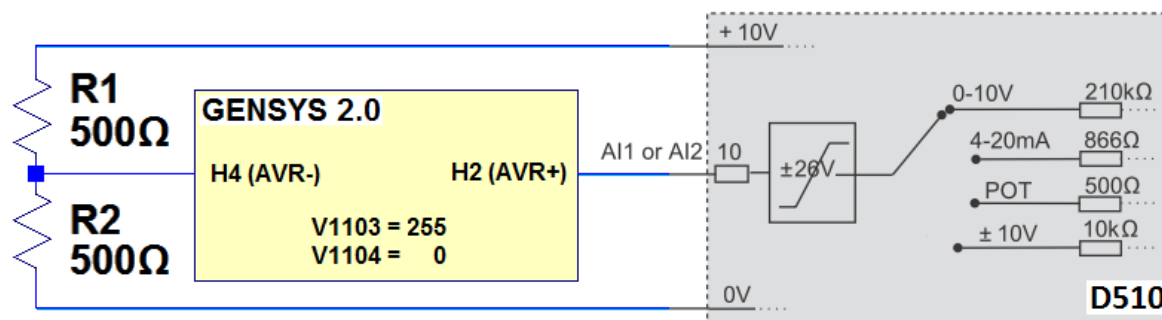 + 10V
R1
500Ω
GENSYS 2.0
H4 (AVR-)
H2 (AVR+)
V1103 = 255
V1104 = 0
R2
500Ω
AI1 or AI2
10
±26V
0-10V
210kΩ
4-20mA
866Ω
POT
500Ω
± 10V
10kΩ
0V
D510